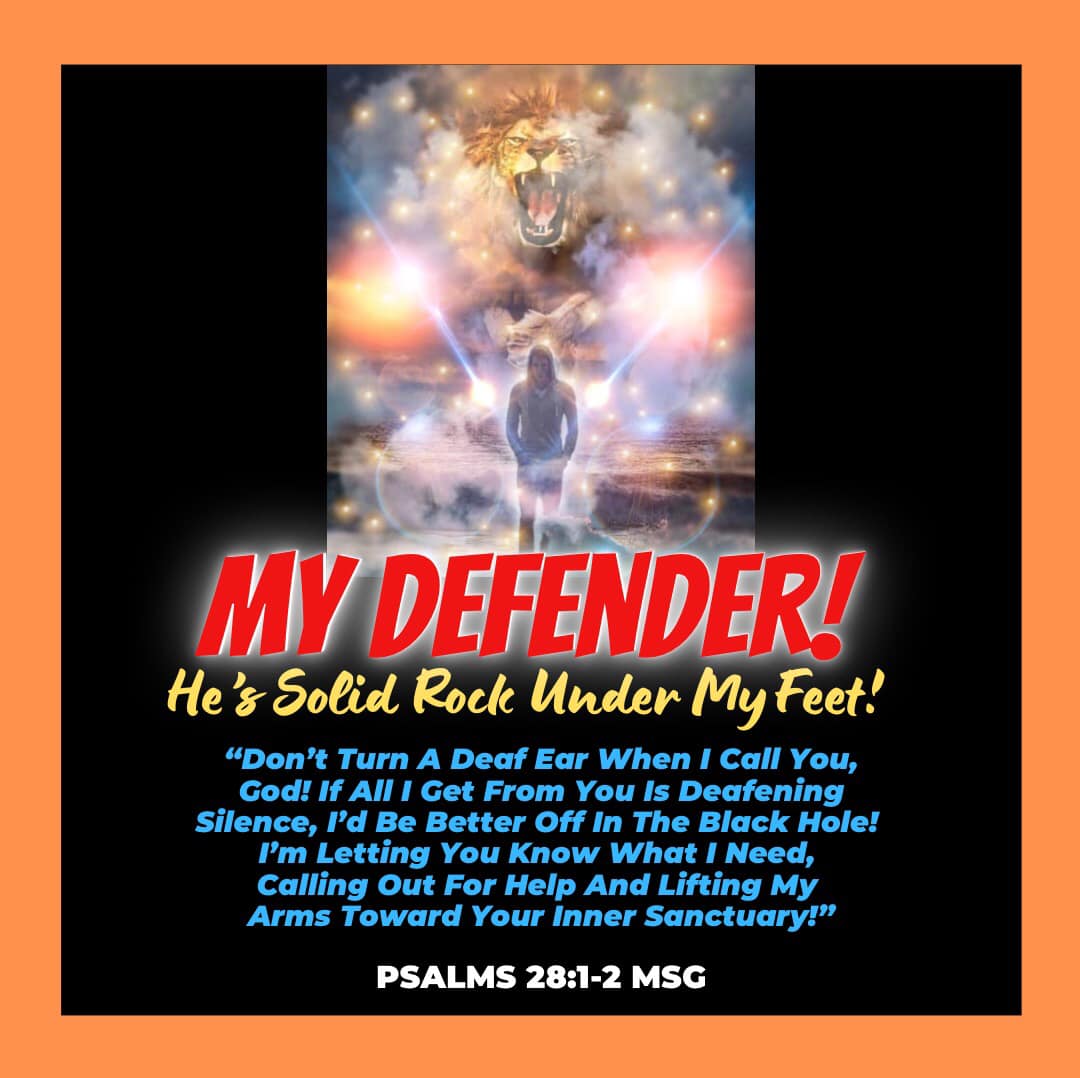 MY DEFENDER!
He's Solid Rock Under My Feet!
“Don’t Turn A Deaf Ear When I Call You,
God! If All I Get From You Is Deafening
Silence, I’d Be Better Off In The Black Hole!
I’m Letting You Know What I Need,
Calling Out For Help And Lifting My
Arms Toward Your Inner Sanctuary!”
PSALMS 28:1-2 MSG